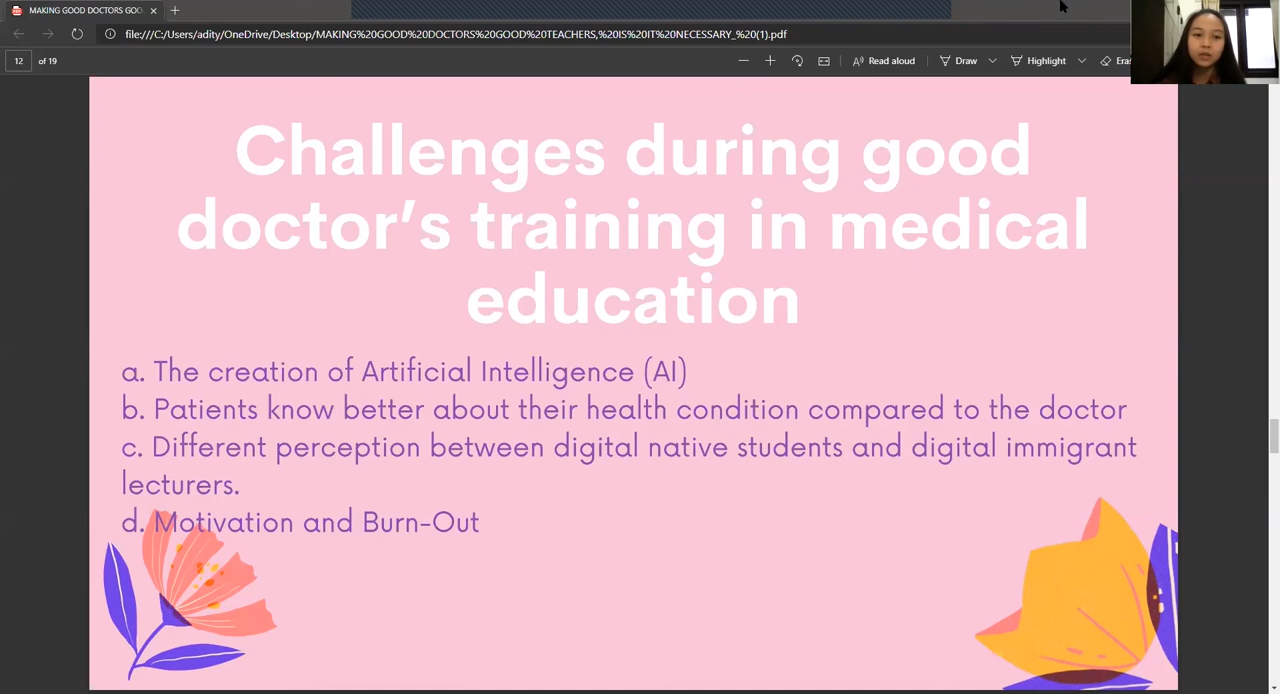 MAKING GOOD DOCTORS GOO
file:///C:/Users/adity/OneDrive/Desktop/MAKING%20GOOD%20DOCTORS%20GOOD%20TEACHERS,%20IS%20IT%20NECESSARY_%20(1).pdf
12 of 19
Read aloud
Draw
Highlight
Eras
Challenges during good
doctor’s training in medical
education
a. The creation of Artificial Intelligence (AI)
b. Patients know better about their health condition compared to the doctor
c. Different perception between digital native students and digital immigrant
lecturers.
d. Motivation and Burn-Out